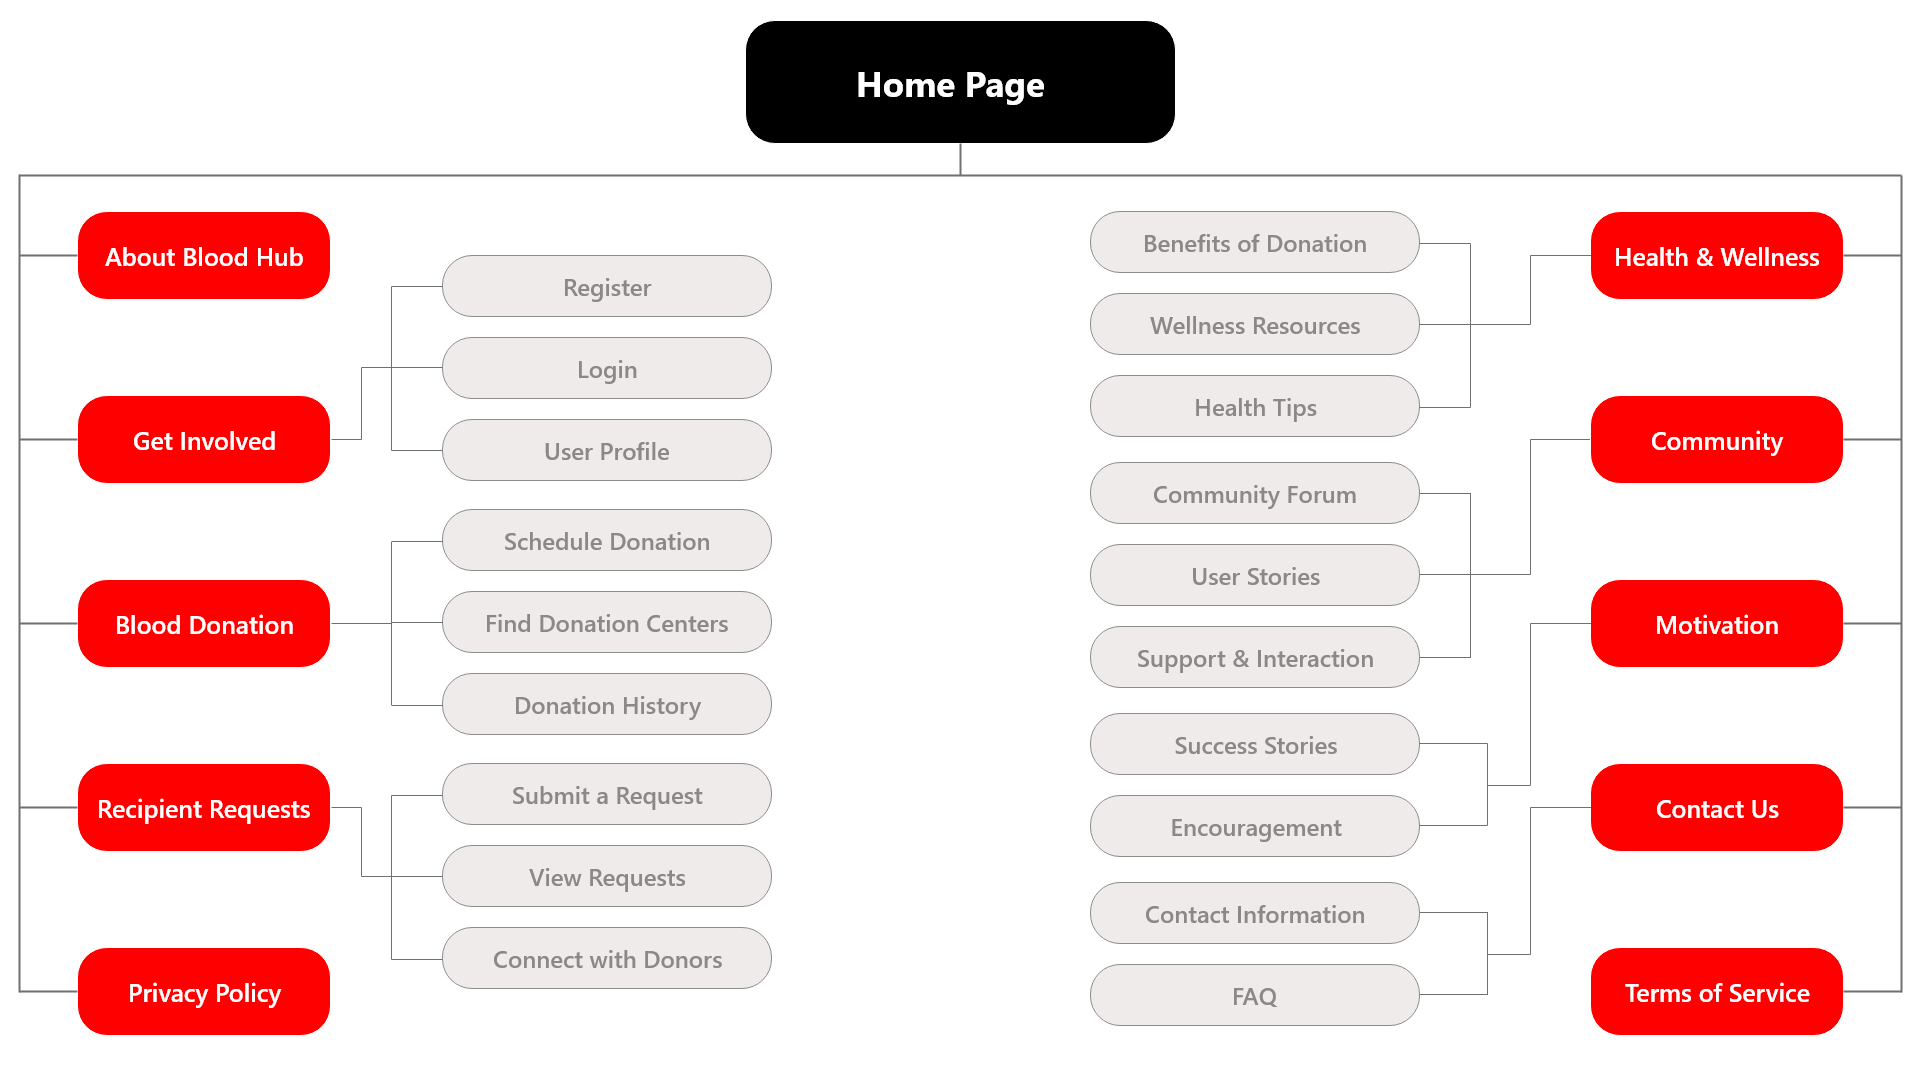 Home Page
About Blood Hub
Get Involved
Register
Login
User Profile
Blood Donation
Schedule Donation
Find Donation Centers
Donation History
Recipient Requests
Submit a Request
View Requests
Connect with Donors
Privacy Policy
Health & Wellness
Benefits of Donation
Wellness Resources
Health Tips
Community
Community Forum
User Stories
Support & Interaction
Motivation
Success Stories
Encouragement
Contact Us
Contact Information
FAQ
Terms of Service